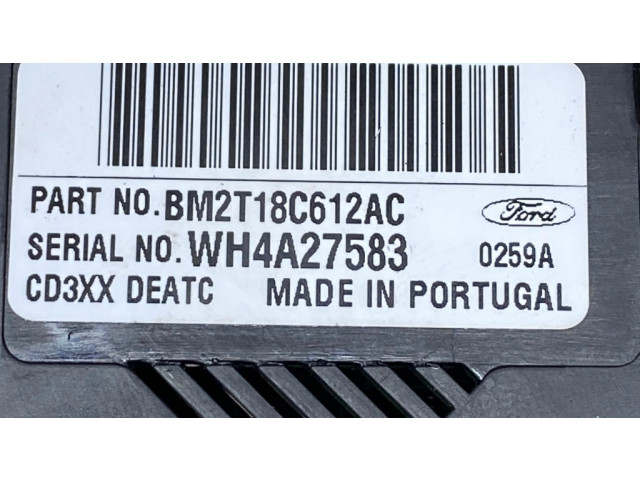 PART NO. BM2T18C612AC
Ford
SERIAL NO. WH4A27583
0259A
CD3XX DEATC MADE IN PORTUGAL